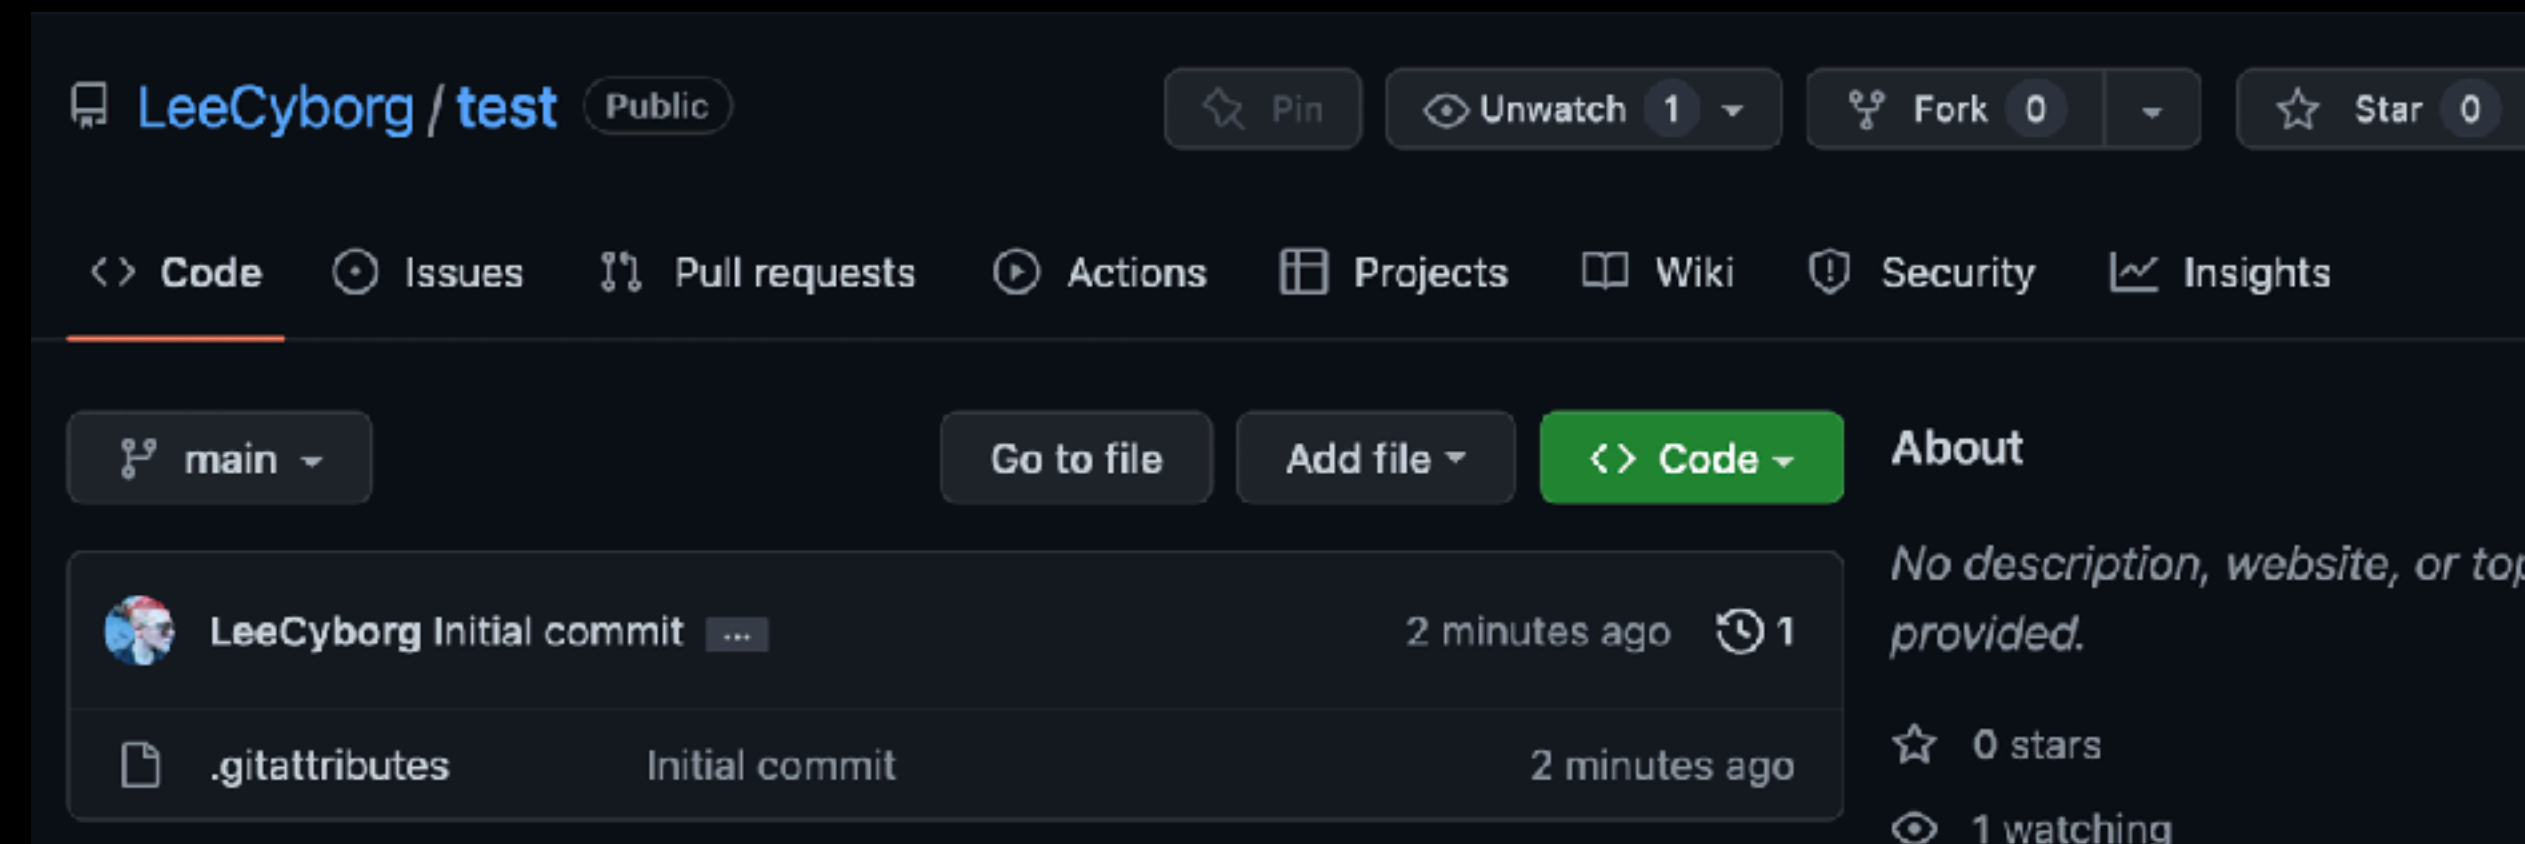 LeeCyborg / test Public Pin Unwatch 1 Fork 0 Star 0
Code Issues Pull requests Actions Projects Wiki Security Insights
main Go to file Add file Code
About
No description, website, or
provided.
LeeCyborg Initial commit ... 2 minutes ago 1
.gitattributes Initial commit 2 minutes ago
0 stars
1 watching